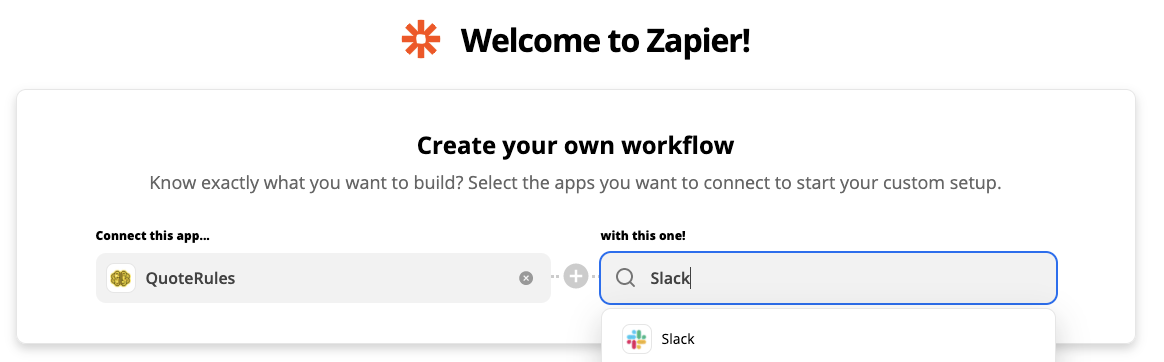 Welcome to Zapier!
Create your own workflow
Know exactly what you want to build? Select the apps you want to connect to start your custom setup.
Connect this app...
with this one!
QuoteRules
Slack
Slack